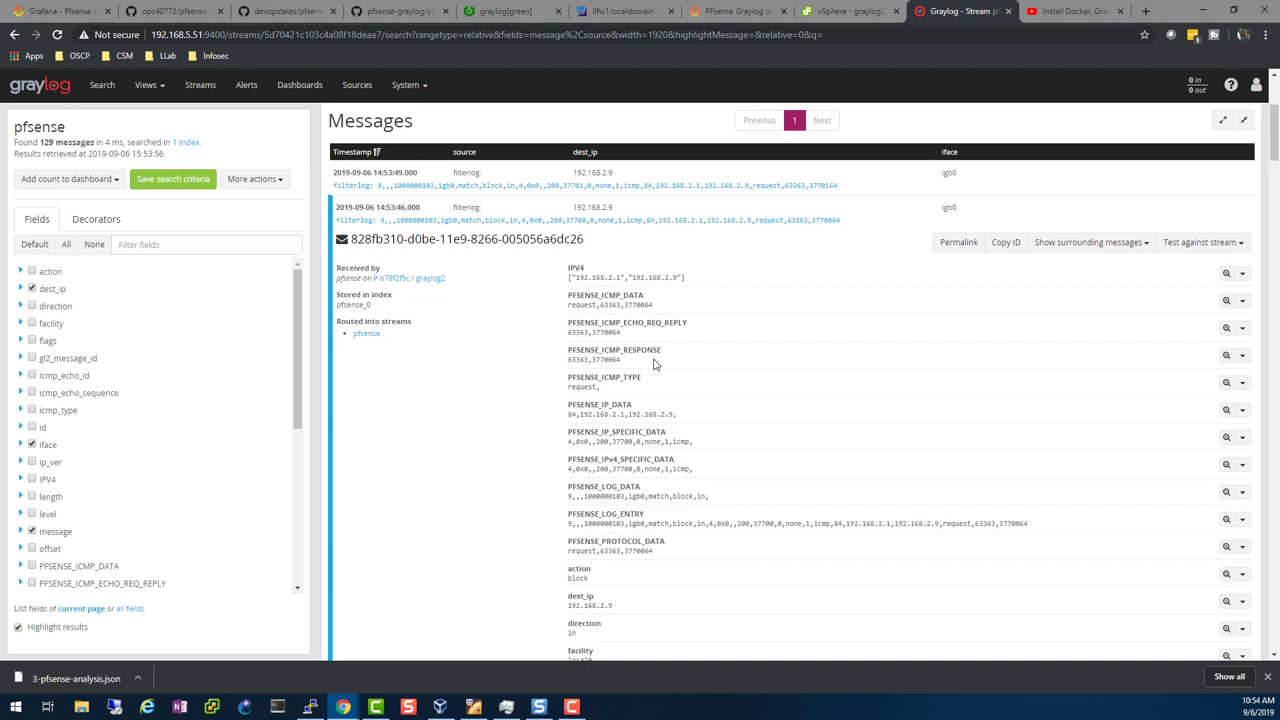 Grafana - Grafana L
opc40772/pfsense-
devopstales/pfsense
pfsense-graylog/pf
graylog[green]
llfw1.localdomain -
PFSense Graylog da
vSphere - graylog2
Graylog - Stream pf
Install Docker, Graf
Not secure
192.168.5.51:9400/streams/5d70421c103c4a08f18deae7/search?rangetype=relative&fields=message%2Csource&width=1920&highlightMessage=&relative=0&q=
Apps
OSCP
CSM
LLab
Infosec
graylog
Search
Views
Streams
Alerts
Dashboards
Sources
System
0 in
0 out
pfsense
Found 129 messages in 4 ms, searched in 1 index.
Results retrieved at 2019-09-06 15:53:56.
Add count to dashboard
Save search criteria
More actions
Fields
Decorators
Default
All
None
Filter fields
action
dest_ip
direction
facility
flags
gl2_message_id
icmp_echo_id
icmp_echo_sequence
icmp_type
id
iface
ip_ver
IPV4
length
level
message
offset
PFSENSE_ICMP_DATA
PFSENSE_ICMP_ECHO_REQ_REPLY
List fields of current page or all fields.
Highlight results
Messages
Previous
1
Next
Timestamp
source
dest_ip
iface
2019-09-06 14:53:49.000
filterlog:
192.168.2.9
igb0
filterlog: 9,,,1000000103,igb0,match,block,in,4,0x0,,200,37701,0,none,1,icmp,84,192.168.2.1,192.168.2.9,request,63363,3770164
2019-09-06 14:53:46.000
filterlog:
192.168.2.9
igb0
filterlog: 9,,,1000000103,igb0,match,block,in,4,0x0,,200,37700,0,none,1,icmp,84,192.168.2.1,192.168.2.9,request,63363,3770064
828fb310-d0be-11e9-8266-005056a6dc26
Permalink
Copy ID
Show surrounding messages
Test against stream
Received by
pfsense on b78f2f5c / graylog2
Stored in index
pfsense_0
Routed into streams
pfsense
IPV4
["192.168.2.1","192.168.2.9"]
PFSENSE_ICMP_DATA
request,63363,3770064
PFSENSE_ICMP_ECHO_REQ_REPLY
63363,3770064
PFSENSE_ICMP_RESPONSE
63363,3770064
PFSENSE_ICMP_TYPE
request,
PFSENSE_IP_DATA
84,192.168.2.1,192.168.2.9,
PFSENSE_IP_SPECIFIC_DATA
4,0x0,,200,37700,0,none,1,icmp,
PFSENSE_IPv4_SPECIFIC_DATA
4,0x0,,200,37700,0,none,1,icmp,
PFSENSE_LOG_DATA
9,,,1000000103,igb0,match,block,in,
PFSENSE_LOG_ENTRY
9,,,1000000103,igb0,match,block,in,4,0x0,,200,37700,0,none,1,icmp,84,192.168.2.1,192.168.2.9,request,63363,3770064
PFSENSE_PROTOCOL_DATA
request,63363,3770064
action
block
dest_ip
192.168.2.9
direction
in
facility
local0
3-pfsense-analysis.json
Show all
10:54 AM
9/6/2019